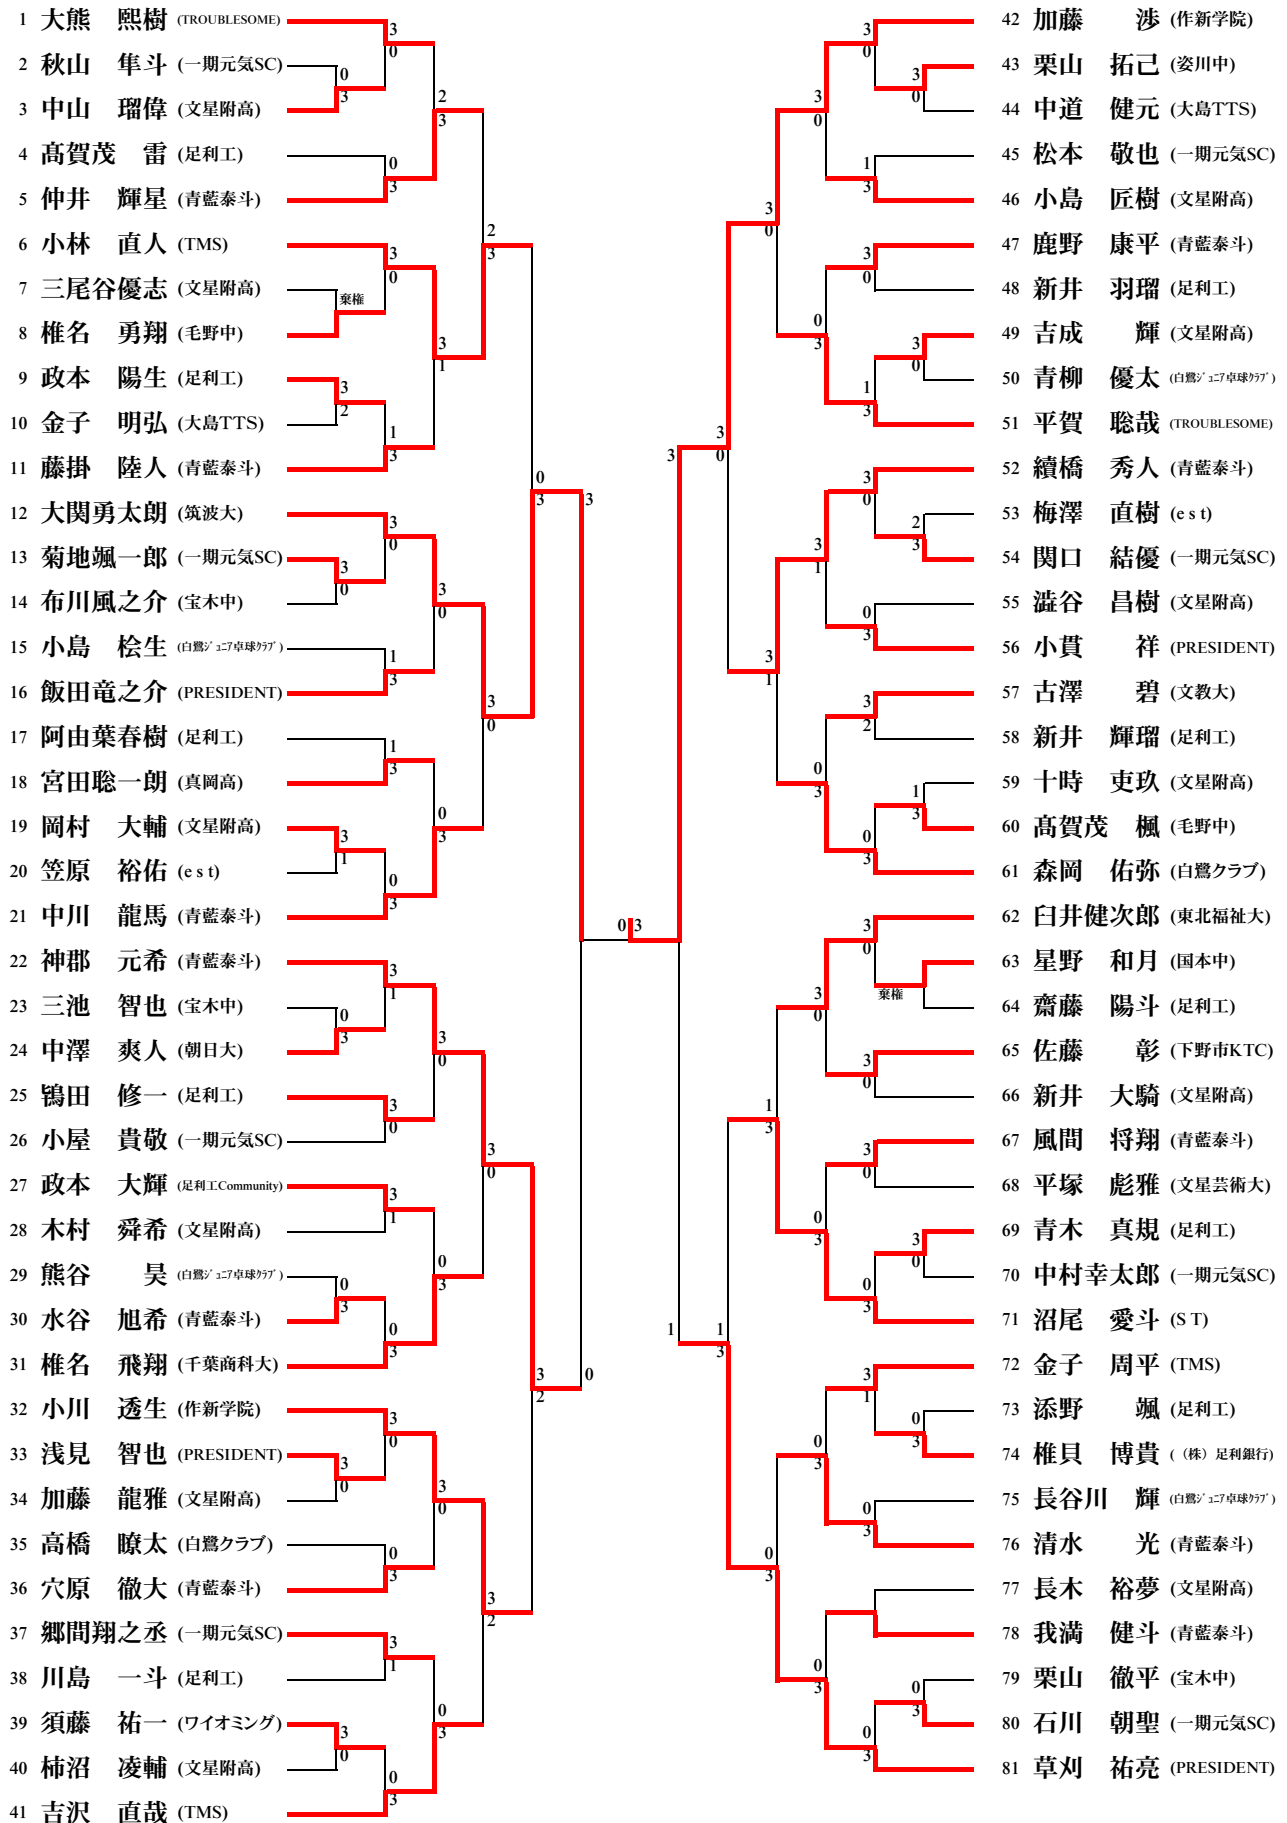 1 大熊 熙樹 (TROUBLESOME)
2 秋山 隼斗 (一期元気SC)
3 中山 瑠偉 (文星附高)
4 髙賀茂 雷 (足利工)
5 仲井 輝星 (青藍泰斗)
6 小林 直人 (TMS)
7 三尾谷優志 (文星附高)
棄権
8 椎名 勇翔 (毛野中)
9 政本 陽生 (足利工)
10 金子 明弘 (大島TTS)
11 藤掛 陸人 (青藍泰斗)
12 大関勇太朗 (筑波大)
13 菊地颯一郎 (一期元気SC)
14 布川風之介 (宝木中)
15 小島 桧生 (白鷺ジュニア卓球クラブ)
16 飯田竜之介 (PRESIDENT)
17 阿由葉春樹 (足利工)
18 宮田聡一朗 (真岡高)
19 岡村 大輔 (文星附高)
20 笠原 裕佑 (e s t)
21 中川 龍馬 (青藍泰斗)
22 神郡 元希 (青藍泰斗)
23 三池 智也 (宝木中)
24 中澤 爽人 (朝日大)
25 鴇田 修一 (足利工)
26 小屋 貴敬 (一期元気SC)
27 政本 大輝 (足利工Community)
28 木村 舜希 (文星附高)
29 熊谷 昊 (白鷺ジュニア卓球クラブ)
30 水谷 旭希 (青藍泰斗)
31 椎名 飛翔 (千葉商科大)
32 小川 透生 (作新学院)
33 浅見 智也 (PRESIDENT)
34 加藤 龍雅 (文星附高)
35 高橋 瞭太 (白鷺クラブ)
36 穴原 徹大 (青藍泰斗)
37 郷間翔之丞 (一期元気SC)
38 川島 一斗 (足利工)
39 須藤 祐一 (ワイオミング)
40 柿沼 凌輔 (文星附高)
41 吉沢 直哉 (TMS)
42 加藤 渉 (作新学院)
43 栗山 拓己 (姿川中)
44 中道 健元 (大島TTS)
45 松本 敬也 (一期元気SC)
46 小島 匠樹 (文星附高)
47 鹿野 康平 (青藍泰斗)
48 新井 羽瑠 (足利工)
49 吉成 輝 (文星附高)
50 青柳 優太 (白鷺ジュニア卓球クラブ)
51 平賀 聡哉 (TROUBLESOME)
52 續橋 秀人 (青藍泰斗)
53 梅澤 直樹 (e s t)
54 関口 結優 (一期元気SC)
55 澁谷 昌樹 (文星附高)
56 小貫 祥 (PRESIDENT)
57 古澤 碧 (文教大)
58 新井 輝瑠 (足利工)
59 十時 吏玖 (文星附高)
60 髙賀茂 楓 (毛野中)
61 森岡 佑弥 (白鷺クラブ)
62 臼井健次郎 (東北福祉大)
63 星野 和月 (国本中)
棄権
64 齋藤 陽斗 (足利工)
65 佐藤 彰 (下野市KTC)
66 新井 大騎 (文星附高)
67 風間 将翔 (青藍泰斗)
68 平塚 彪雅 (文星芸術大)
69 青木 真規 (足利工)
70 中村幸太郎 (一期元気SC)
71 沼尾 愛斗 (S T)
72 金子 周平 (TMS)
73 添野 颯 (足利工)
74 椎貝 博貴 (（株）足利銀行)
75 長谷川 輝 (白鷺ジュニア卓球クラブ)
76 清水 光 (青藍泰斗)
77 長木 裕夢 (文星附高)
78 我満 健斗 (青藍泰斗)
79 栗山 徹平 (宝木中)
80 石川 朝聖 (一期元気SC)
81 草刈 祐亮 (PRESIDENT)